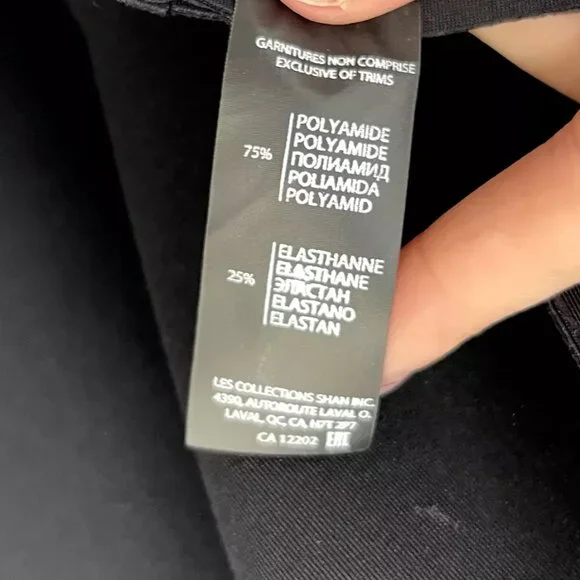 GARNITURES NON COMPRISE
EXCLUSIVE OF TRIMS
75%
POLYAMIDE
POLYAMIDE
ПОЛИАМИД
POLIAMIDA
POLYAMID
25%
ELASTHANNE
ELASTHANE
ЭЛАСТАН
ELASTANO
ELASTAN
LES COLLECTIONS SHAN INC.
4390, AUTOROUTE LAVAL O.
LAVAL, QC, CA, H7T 2P7
CA 12202 EAC